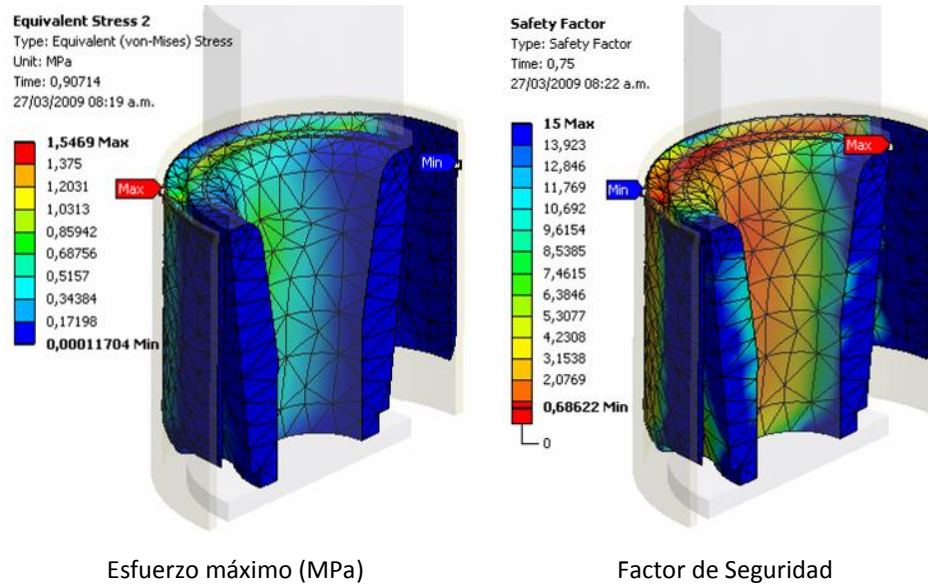 Equivalent Stress 2
Type: Equivalent (von-Mises) Stress
Unit: MPa
Time: 0,90714
27/03/2009 08:19 a.m.
1,5469 Max
1,375
1,2031
1,0313
0,85942
0,68756
0,5157
0,34384
0,17198
0,00011704 Min
Max
Min
Safety Factor
Type: Safety Factor
Time: 0,75
27/03/2009 08:22 a.m.
15 Max
13,923
12,846
11,769
10,692
9,6154
8,5385
7,4615
6,3846
5,3077
4,2308
3,1538
2,0769
0,68622 Min
0
Min
Max
Esfuerzo máximo (MPa)
Factor de Seguridad